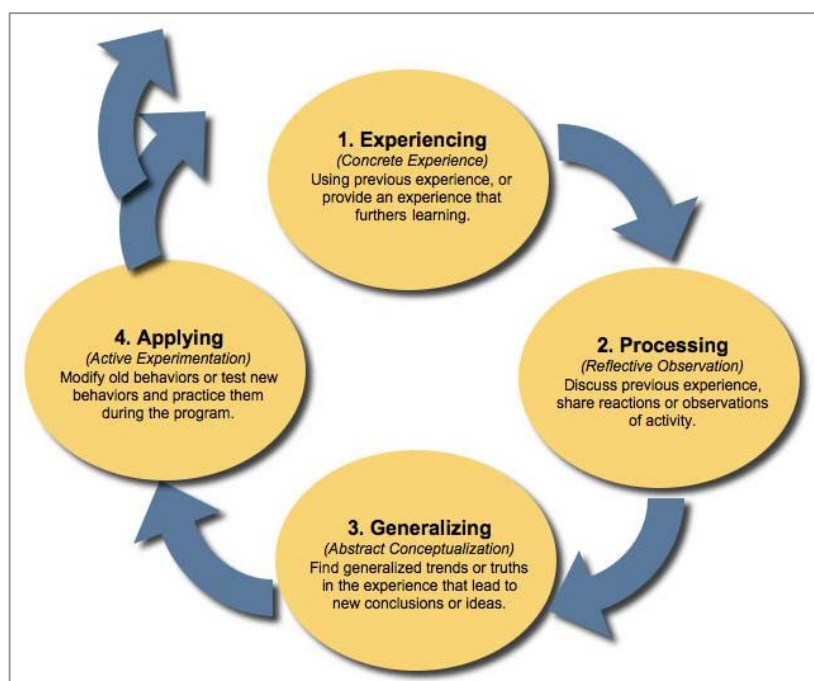 1. Experiencing
(Concrete Experience)
Using previous experience, or
provide an experience that
furthers learning.
2. Processing
(Reflective Observation)
Discuss previous experience,
share reactions or observations
of activity.
3. Generalizing
(Abstract Conceptualization)
Find generalized trends or truths
in the experience that lead to
new conclusions or ideas.
4. Applying
(Active Experimentation)
Modify old behaviors or test new
behaviors and practice them
during the program.